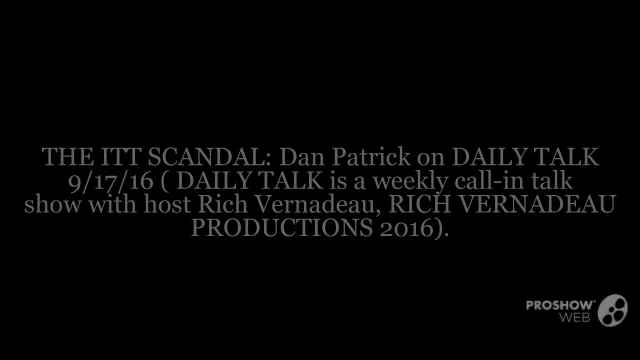 THE ITT SCANDAL: Dan Patrick on DAILY TALK
9/17/16 ( DAILY TALK is a weekly call-in talk
show with host Rich Vernadeau, RICH VERNADEAU
PRODUCTIONS 2016).
PROSHOW
WEB